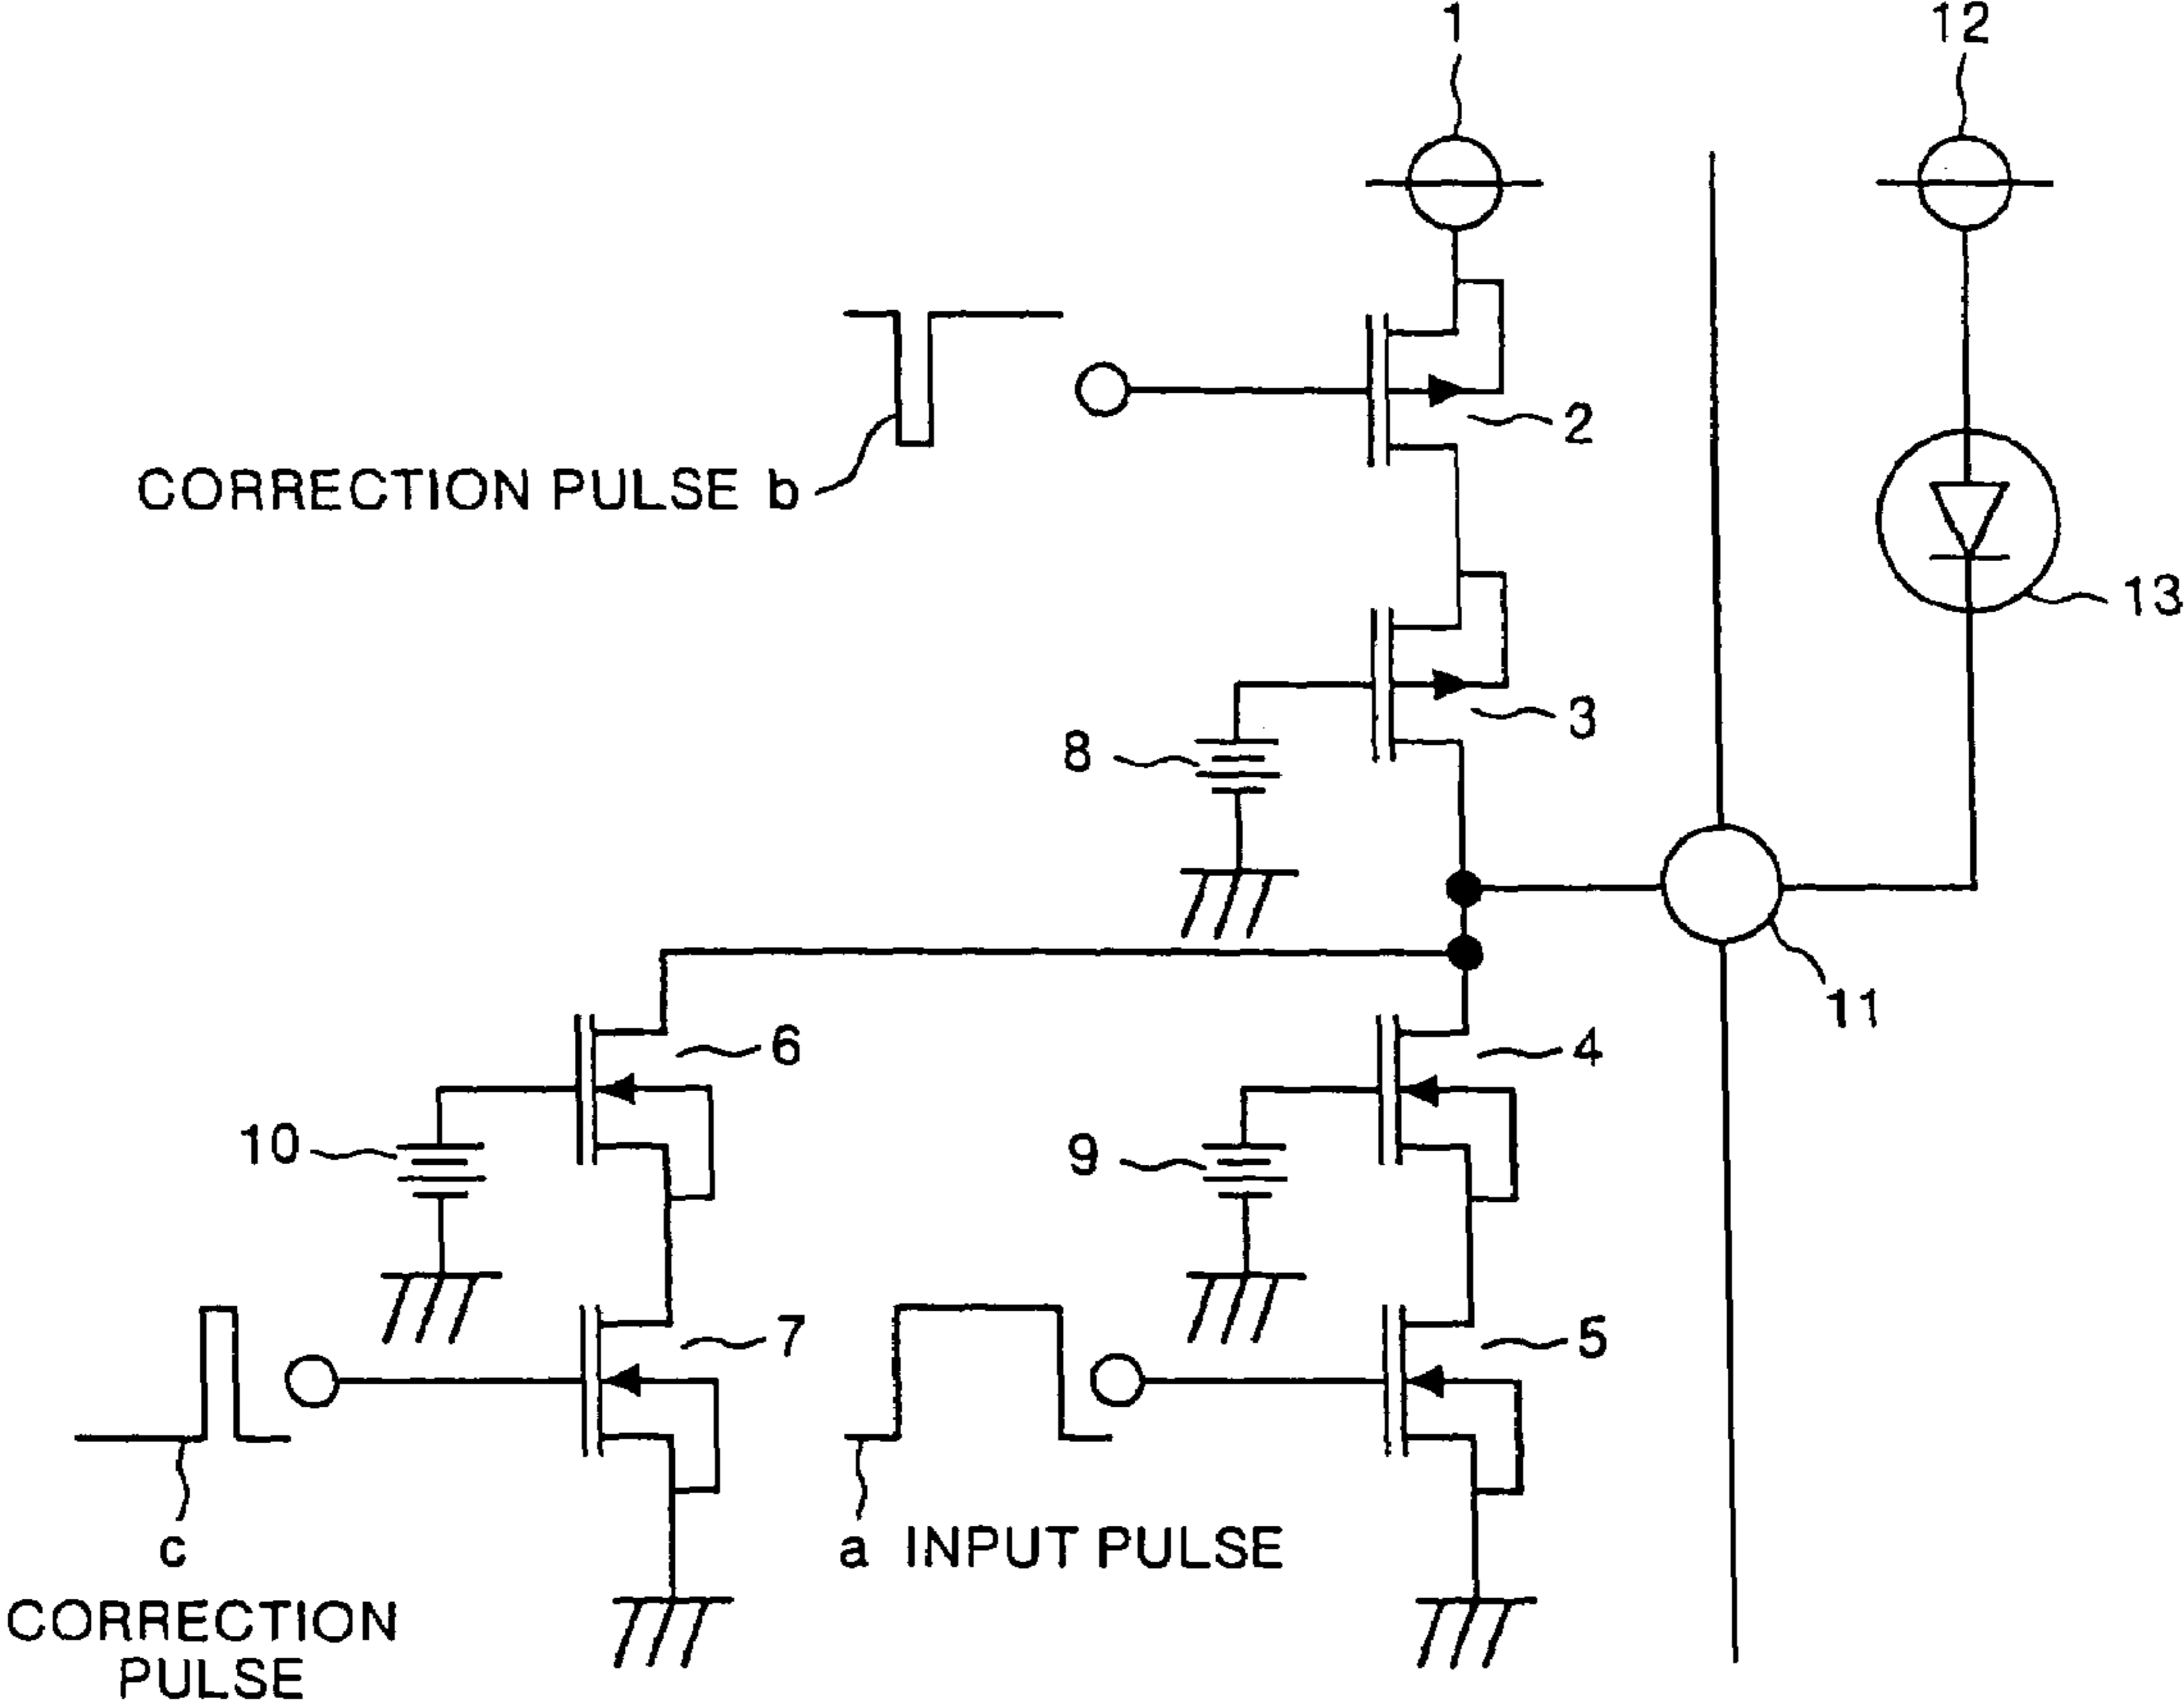 1
12
2
CORRECTION PULSE b
13
3
8
11
6
4
10
9
7
5
c
a INPUT PULSE
CORRECTION
PULSE